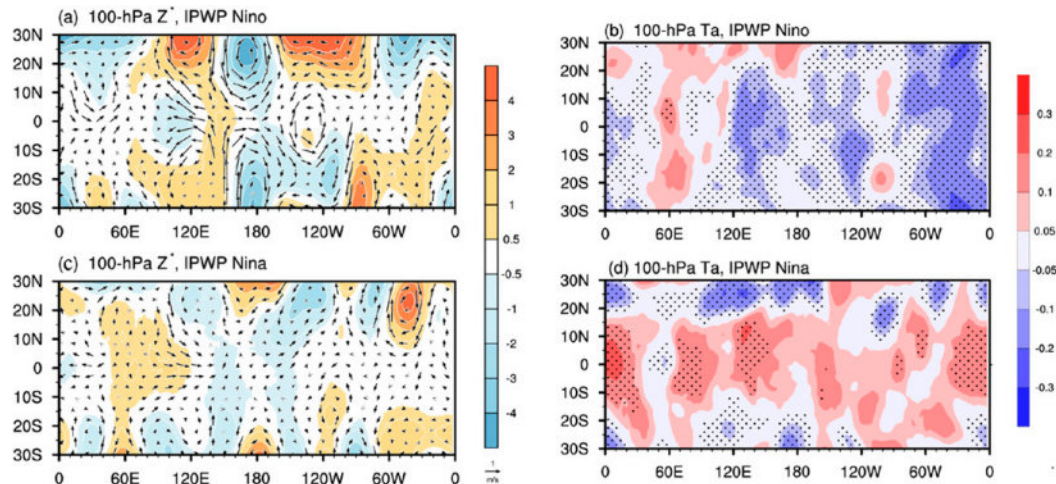 (a) 100-hPa Z*, IPWP Nino
30N
20N
10N
0
10S
20S
30S
0 60E 120E 180 120W 60W 0
(b) 100-hPa Ta, IPWP Nino
30N
20N
10N
0
10S
20S
30S
0 60E 120E 180 120W 60W 0
(c) 100-hPa Z*, IPWP Nina
30N
20N
10N
0
10S
20S
30S
0 60E 120E 180 120W 60W 0
4
3
2
1
0.5
-0.5
-1
-2
-3
-4
1
m/s
(d) 100-hPa Ta, IPWP Nina
30N
20N
10N
0
10S
20S
30S
0 60E 120E 180 120W 60W 0
0.3
0.2
0.1
0.05
-0.05
-0.1
-0.2
-0.3